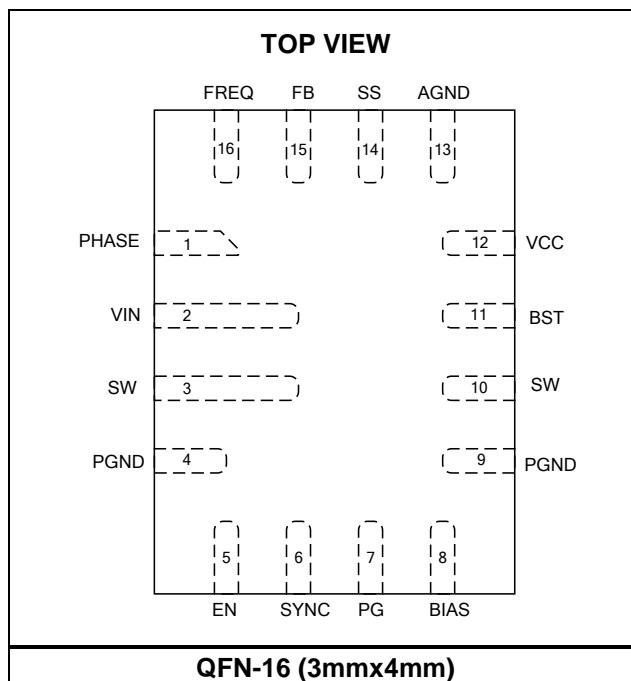 TOP VIEW
FREQ FB SS AGND
16 15 14 13
PHASE 1 12 VCC
VIN 2 11 BST
SW 3 10 SW
PGND 4 9 PGND
5 6 7 8
EN SYNC PG BIAS
QFN-16 (3mmx4mm)